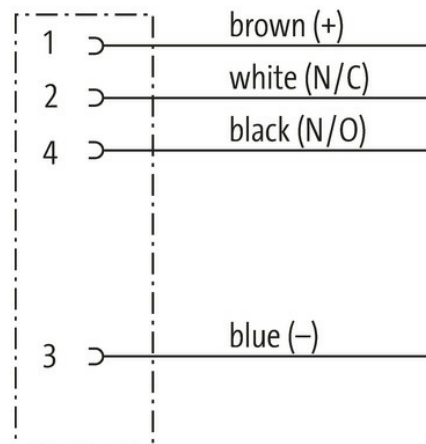 1 brown (+)
2 white (N/C)
4 black (N/O)
3 blue (–)